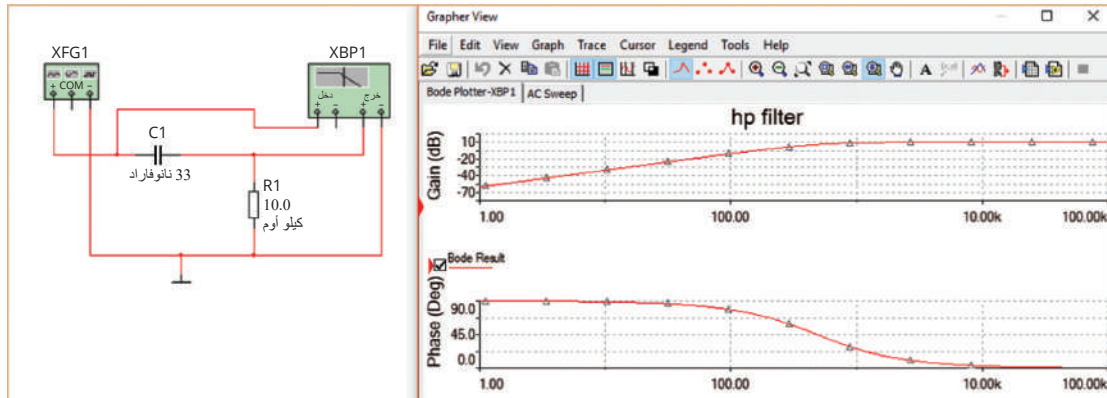 XFG1
COM
+
−
XBP1
دخل
خرج
+ − + −
C1
33 نانوفاراد
R1
10.0
كيلو أوم
Grapher View
File Edit View Graph Trace Cursor Legend Tools Help
Bode Plotter-XBP1 AC Sweep
hp filter
Gain (dB)
10
-20
-40
-70
1.00 100.00 10.00k 100.00k
Bode Result
Phase (Deg)
90.0
45.0
0.0
1.00 100.00 10.00k 100.00k